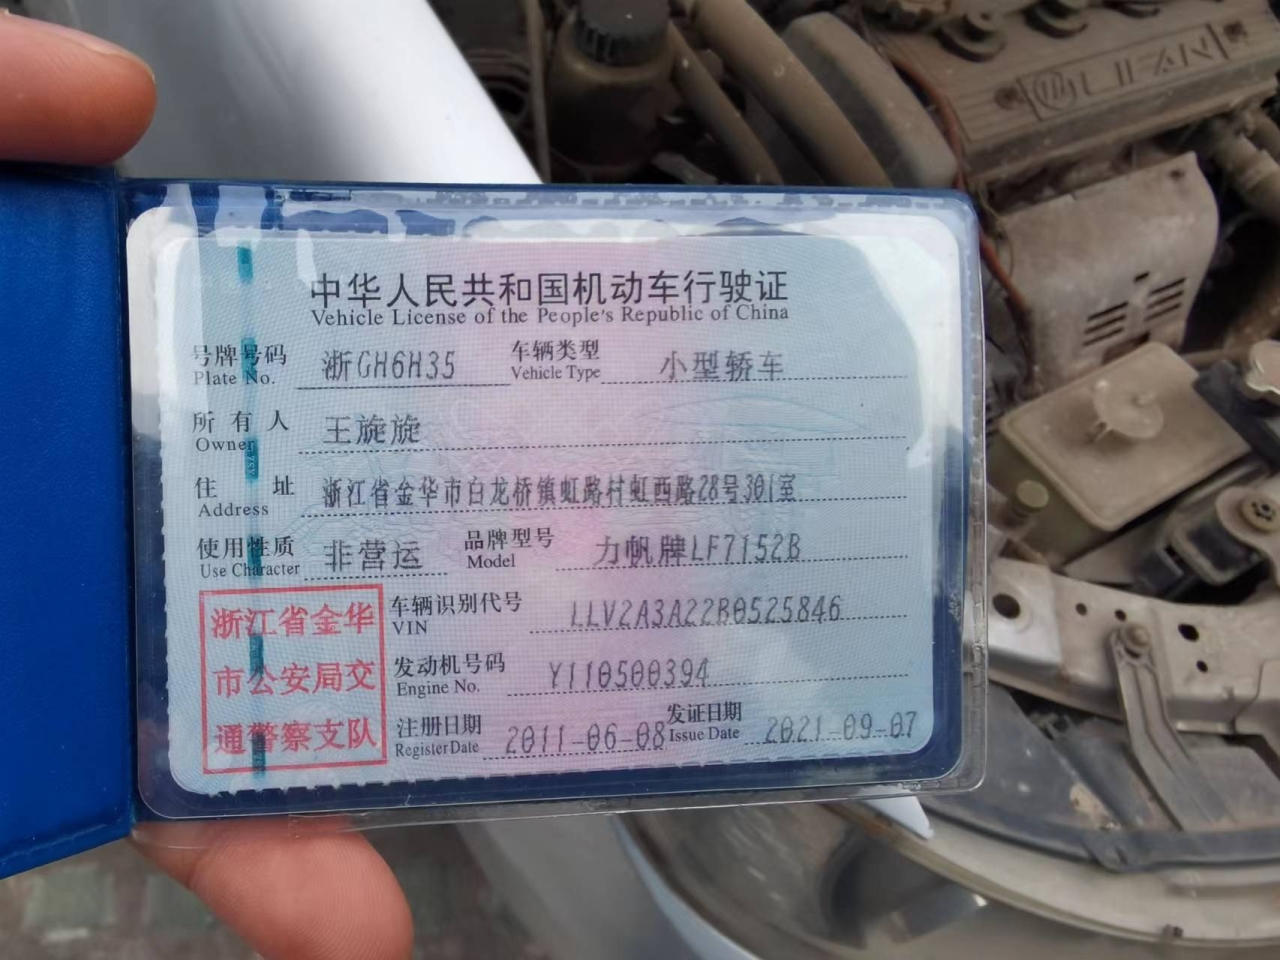 LIFAN
中华人民共和国机动车行驶证
Vehicle License of the People's Republic of China
号牌号码 浙GH6H35 车辆类型 小型轿车
Plate No. Vehicle Type
所有人 王旋旋
Owner
住址 浙江省金华市白龙桥镇虹路村虹西路28号301室
Address
使用性质 非营运 品牌型号 力帆牌LF7152B
Use Character Model
浙江省金华
市公安局交
通警察支队
车辆识别代号 LLV2A3A22B0525846
VIN
发动机号码 Y110500394
Engine No.
注册日期 2011-06-08 发证日期 2021-09-07
Register Date Issue Date